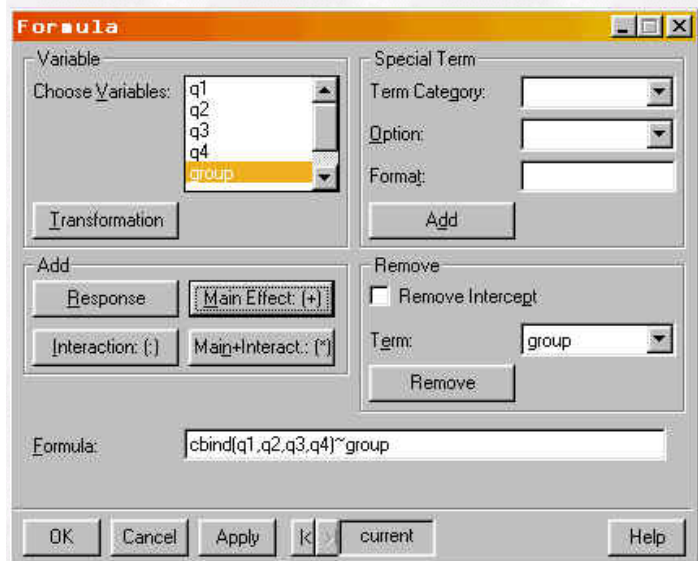 Formula
Variable
Choose Variables:
q1
q2
q3
q4
group
Transformation
Special Term
Term Category:
Option:
Format:
Add
Add
Response
Main Effect: (+)
Interaction: (:)
Main+Interact.: (*)
Remove
Remove Intercept
Term:
group
Remove
Formula:
cbind(q1,q2,q3,q4)~group
OK
Cancel
Apply
current
Help